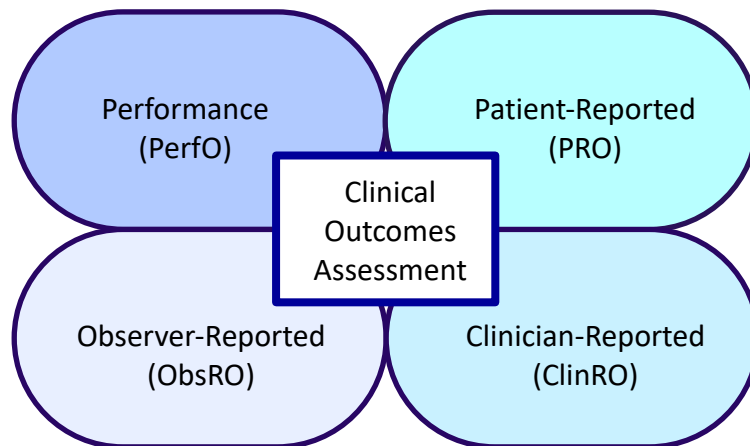 Performance
(PerfO)
Patient-Reported
(PRO)
Clinical
Outcomes
Assessment
Observer-Reported
(ObsRO)
Clinician-Reported
(ClinRO)